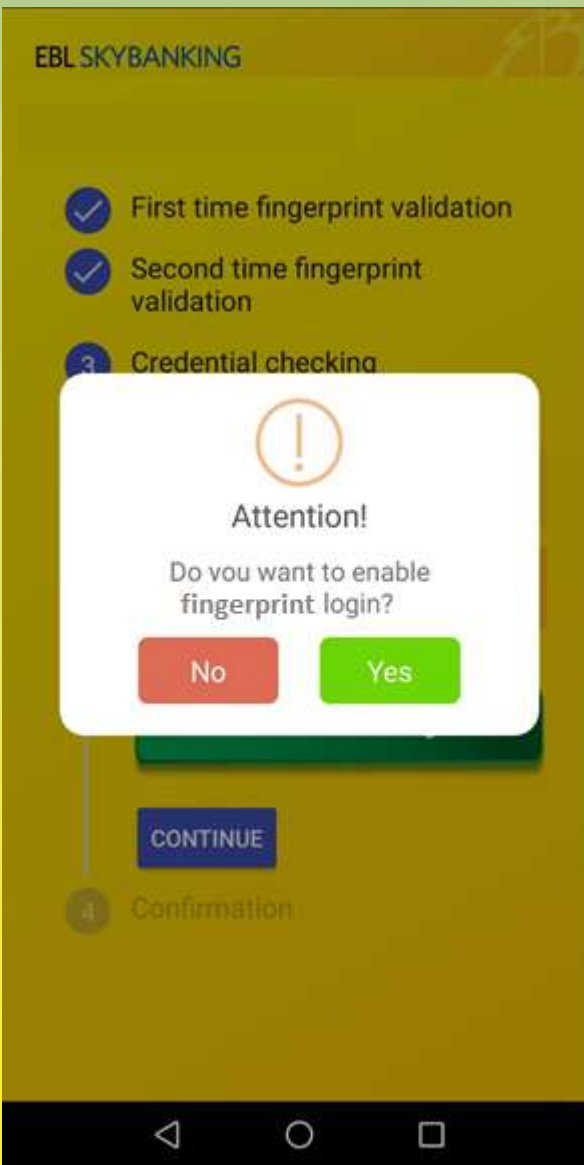 EBL SKYBANKING
First time fingerprint validation
Second time fingerprint
validation
3 Credential checking
Attention!
Do you want to enable
fingerprint login?
No Yes
CONTINUE
4 Confirmation